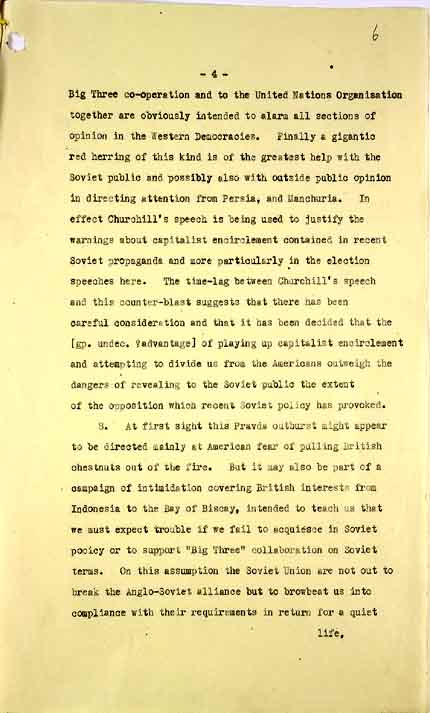 6
- 4 -
Big Three co-operation and to the United Nations Organisation
together are obviously intended to alarm all sections of
opinion in the Western Democracies. Finally a gigantic
red herring of this kind is of the greatest help with the
Soviet public and possibly also with outside public opinion
in directing attention from Persia, and Manchuria. In
effect Churchill's speech is being used to justify the
warnings about capitalist encirclement contained in recent
Soviet propaganda and more particularly in the election
speeches here. The time-lag between Churchill's speech
and this counter-blast suggests that there has been
careful consideration and that it has been decided that the
[gp. undec. ?advantage] of playing up capitalist encirclement
and attempting to divide us from the Americans outweigh the
dangers of revealing to the Soviet public the extent
of the opposition which recent Soviet policy has provoked.
8. At first sight this Pravda outburst might appear
to be directed mainly at American fear of pulling British
chestnuts out of the fire. But it may also be part of a
campaign of intimidation covering British interests from
Indonesia to the Bay of Biscay, intended to teach us that
we must expect trouble if we fail to acquiesce in Soviet
pocicy or to support "Big Three" collaboration on Soviet
terms. On this assumption the Soviet Union are not out to
break the Anglo-Soviet alliance but to browbeat us into
compliance with their requirements in return for a quiet
life.